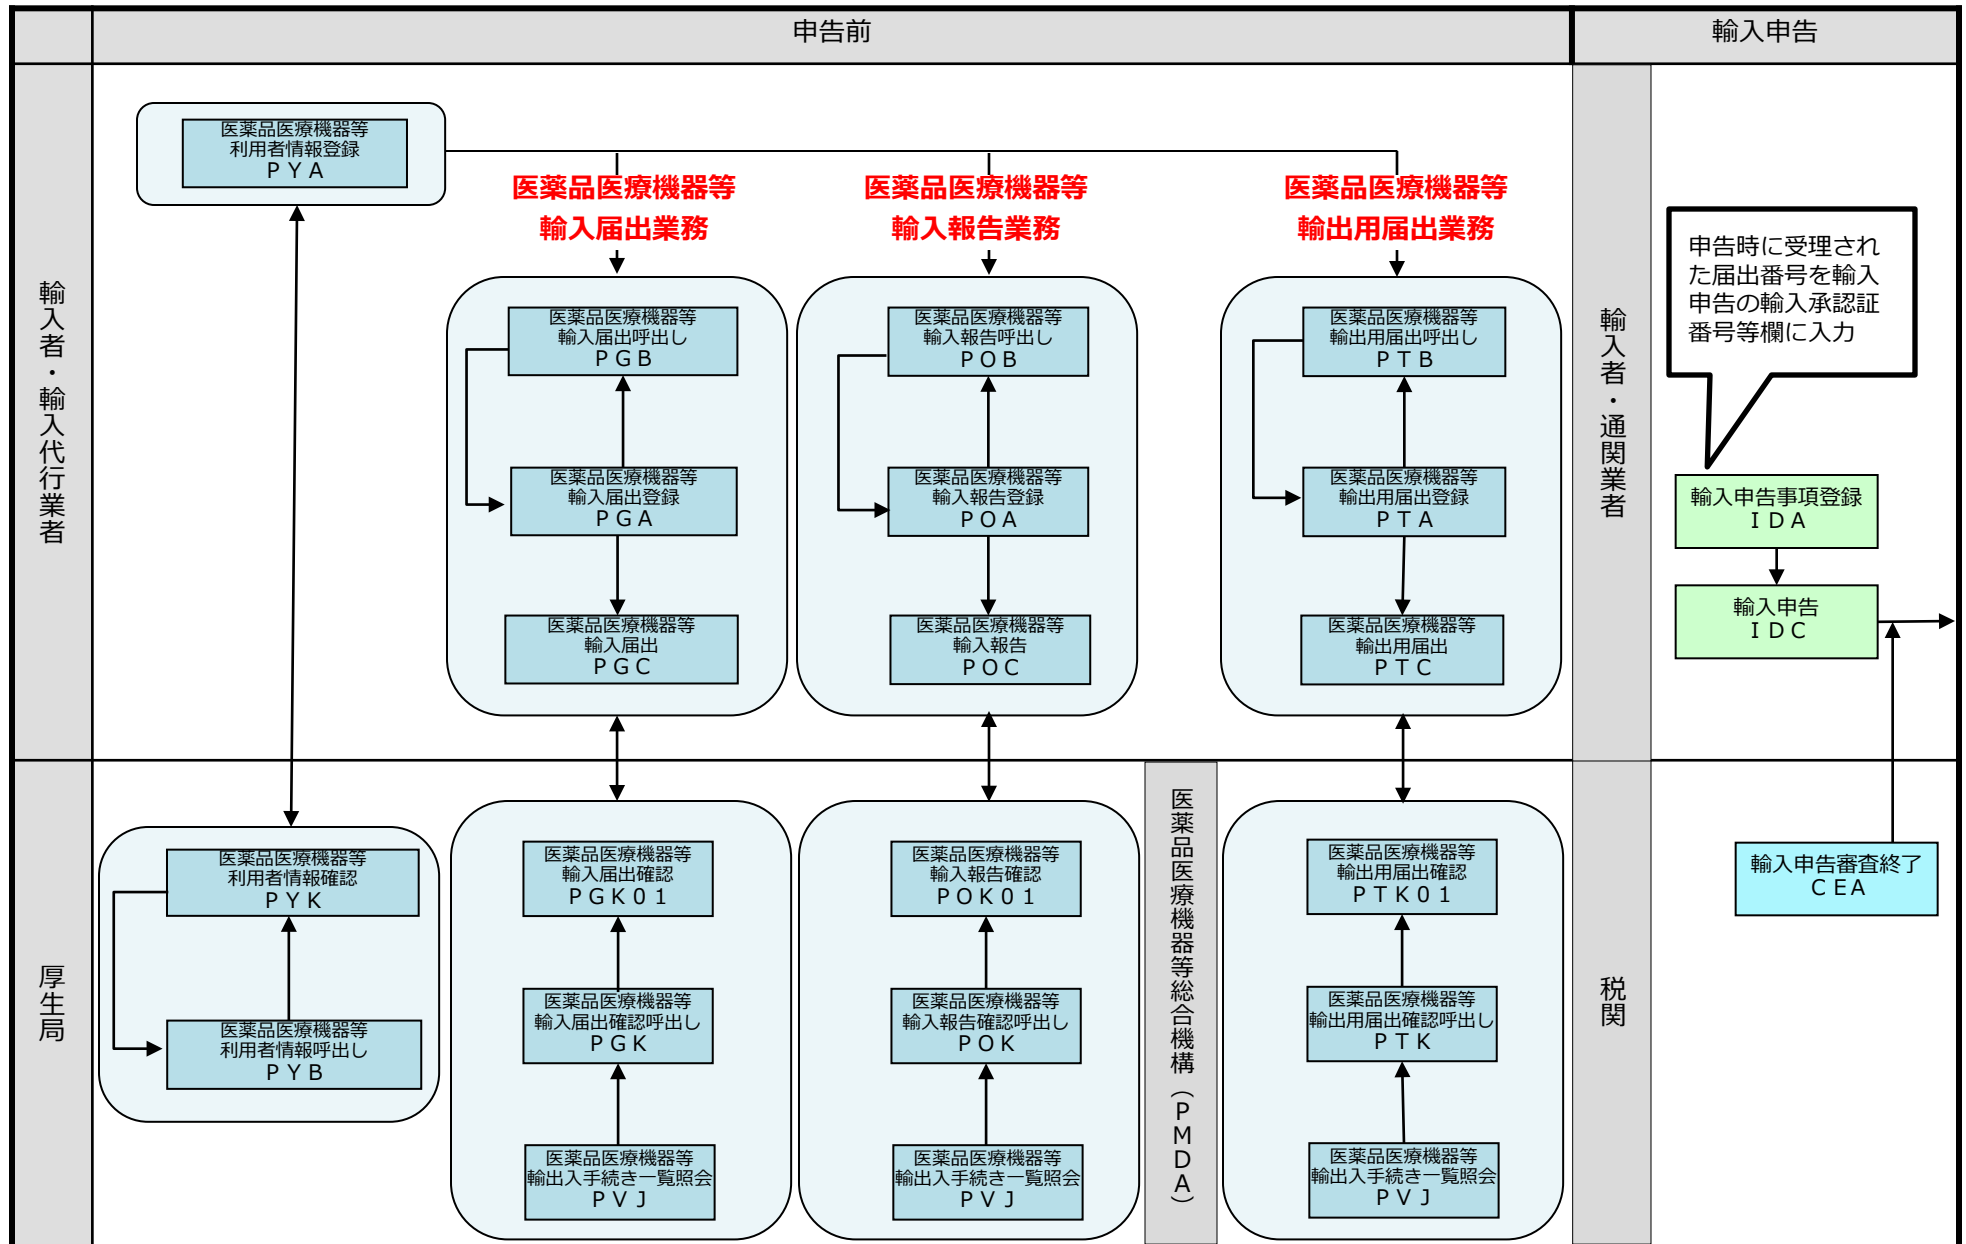 申告前
輸入申告
輸入者・輸入代行業者
医薬品医療機器等
利用者情報登録
ＰＹＡ
医薬品医療機器等
輸入届出業務
医薬品医療機器等
輸入報告業務
医薬品医療機器等
輸出用届出業務
医薬品医療機器等
輸入届出呼出し
ＰＧＢ
医薬品医療機器等
輸入届出登録
ＰＧＡ
医薬品医療機器等
輸入届出
ＰＧＣ
医薬品医療機器等
輸入報告呼出し
ＰＯＢ
医薬品医療機器等
輸入報告登録
ＰＯＡ
医薬品医療機器等
輸入報告
ＰＯＣ
医薬品医療機器等
輸出用届出呼出し
ＰＴＢ
医薬品医療機器等
輸出用届出登録
ＰＴＡ
医薬品医療機器等
輸出用届出
ＰＴＣ
輸入者・通関業者
申告時に受理され
た届出番号を輸入
申告の輸入承認証
番号等欄に入力
輸入申告事項登録
ＩＤＡ
輸入申告
ＩＤＣ
厚生局
医薬品医療機器等
利用者情報確認
ＰＹＫ
医薬品医療機器等
利用者情報呼出し
ＰＹＢ
医薬品医療機器等
輸入届出確認
ＰＧＫ０１
医薬品医療機器等
輸入届出確認呼出し
ＰＧＫ
医薬品医療機器等
輸出入手続き一覧照会
ＰＶＪ
医薬品医療機器等
輸入報告確認
ＰＯＫ０１
医薬品医療機器等
輸入報告確認呼出し
ＰＯＫ
医薬品医療機器等
輸出入手続き一覧照会
ＰＶＪ
医薬品医療機器等総合機構（ＰＭＤＡ）
医薬品医療機器等
輸出用届出確認
ＰＴＫ０１
医薬品医療機器等
輸出用届出確認呼出し
ＰＴＫ
医薬品医療機器等
輸出入手続き一覧照会
ＰＶＪ
税関
輸入申告審査終了
ＣＥＡ